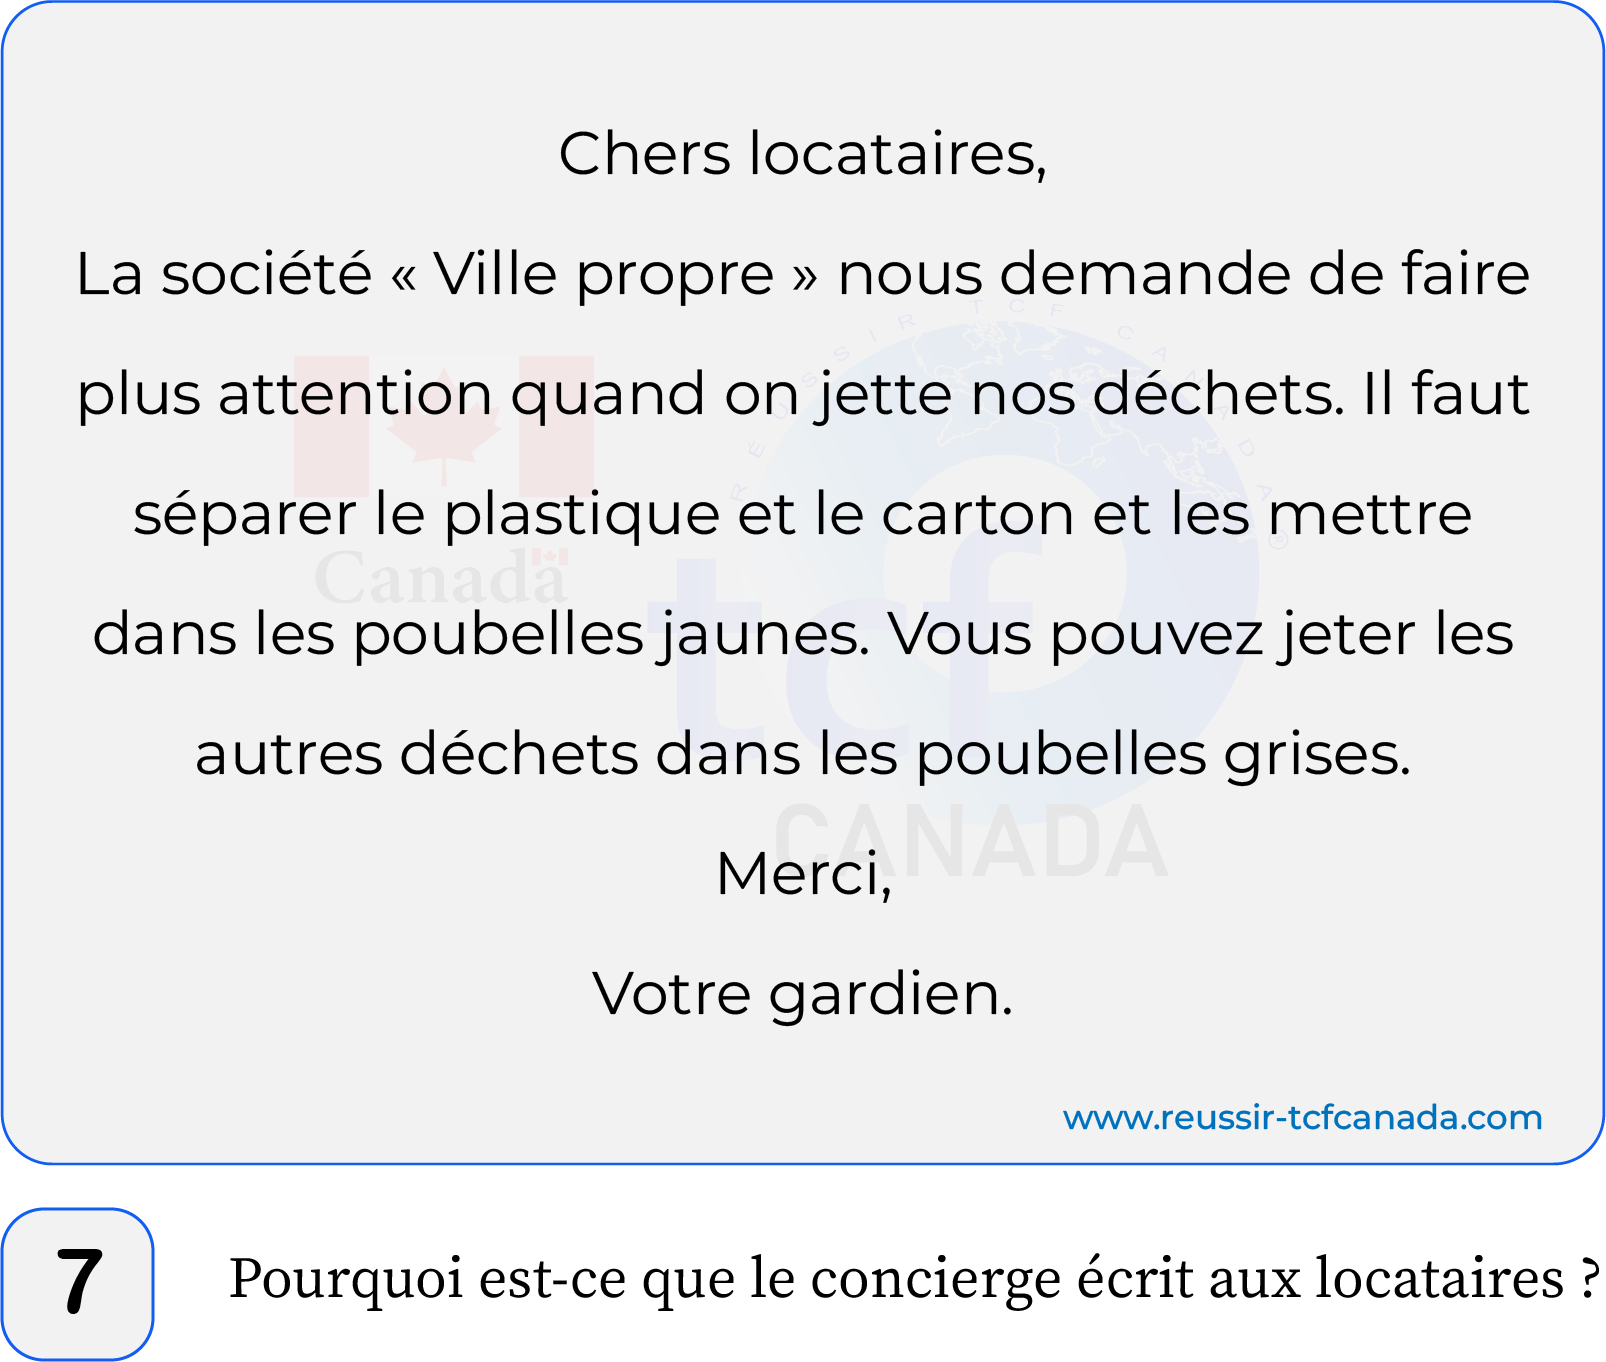 Chers locataires,
La société « Ville propre » nous demande de faire
plus attention quand on jette nos déchets. Il faut
séparer le plastique et le carton et les mettre
dans les poubelles jaunes. Vous pouvez jeter les
autres déchets dans les poubelles grises.
Merci,
Votre gardien.
RÉUSSIR TCF CANADA
Canada
tcf
CANADA
www.reussir-tcfcanada.com
7
Pourquoi est-ce que le concierge écrit aux locataires ?